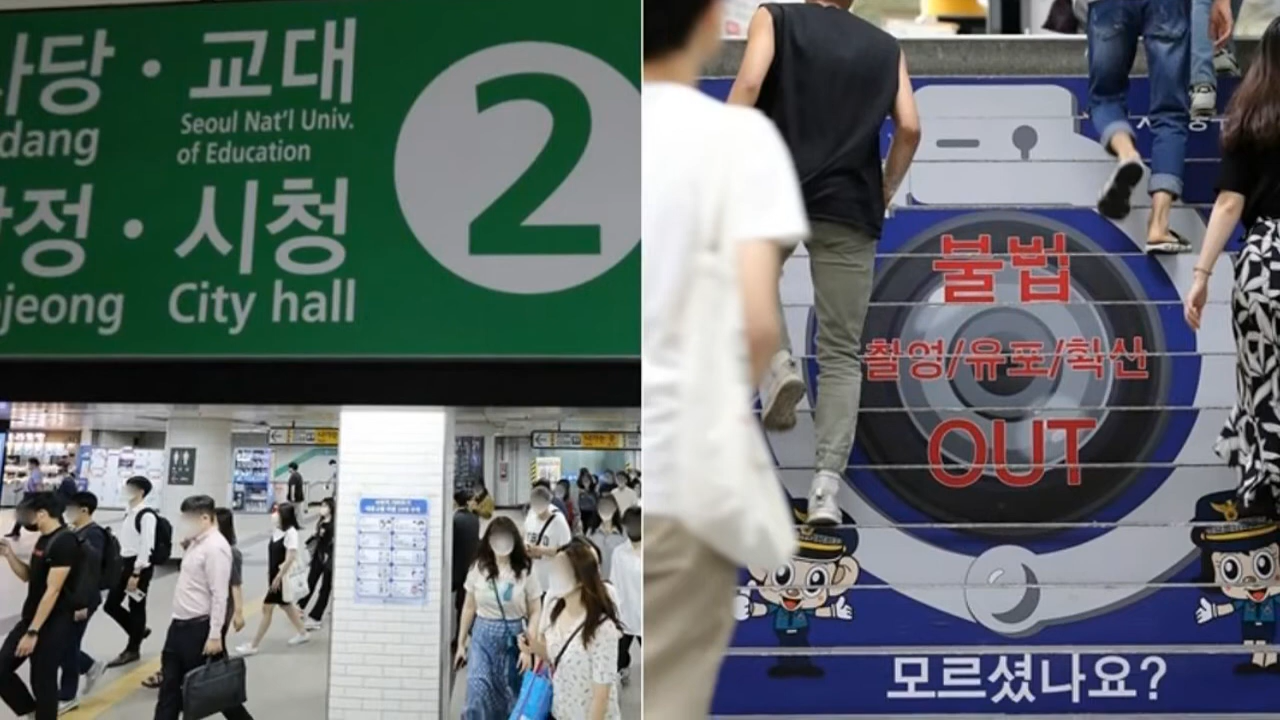 사당 · 교대
dang
Seoul Nat'l Univ.
of Education
정 · 시청
jeong
City hall
2
불법
촬영/유포/확산
OUT
모르셨나요?